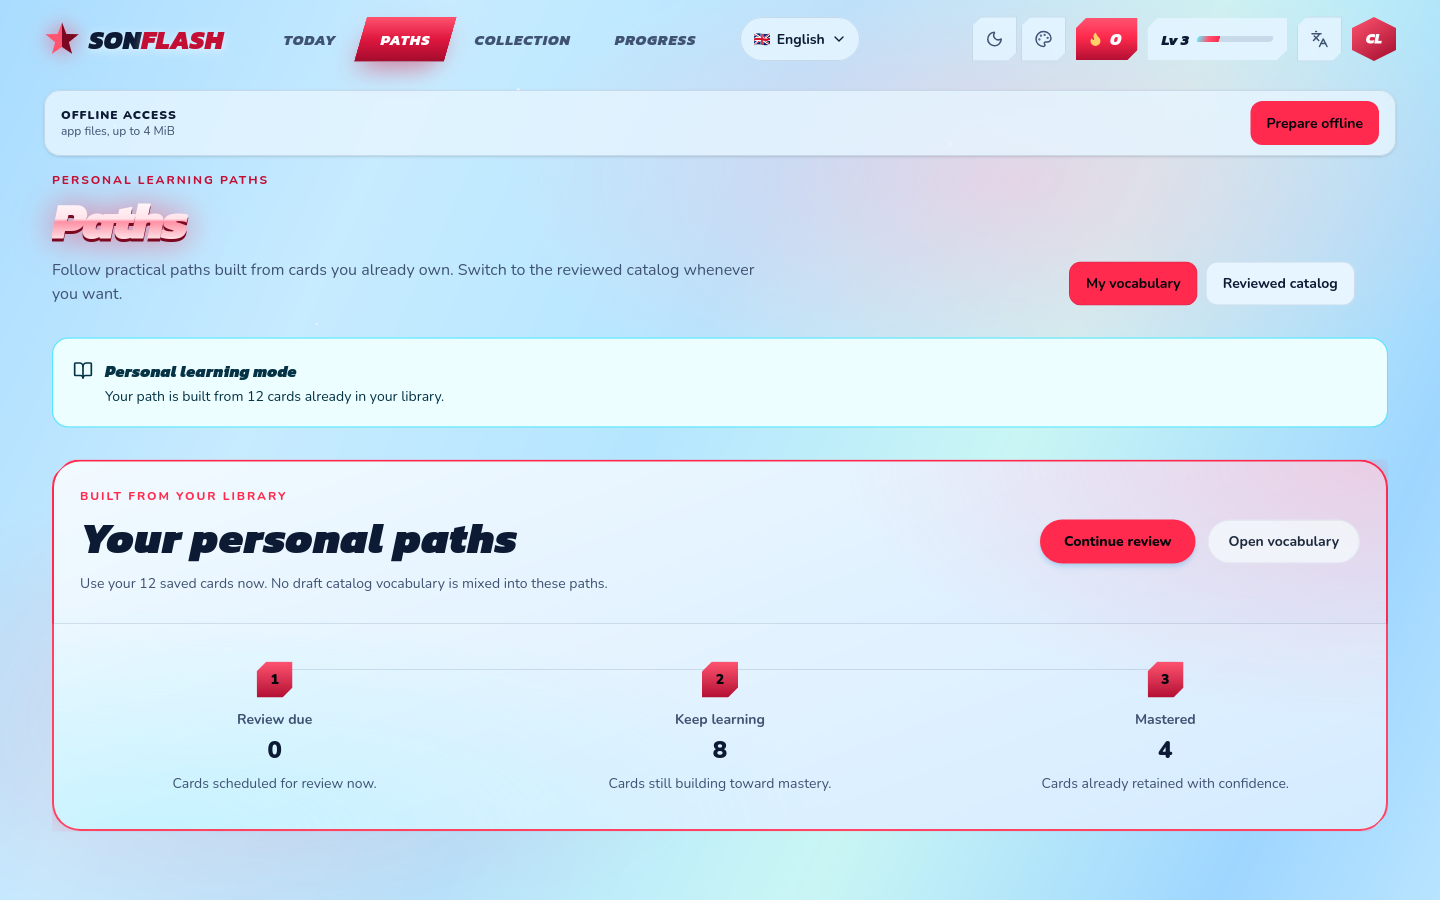 SONFLASH
TODAY
PATHS
COLLECTION
PROGRESS
English
0
Lv 3
CL
OFFLINE ACCESS
app files, up to 4 MiB
Prepare offline
PERSONAL LEARNING PATHS
Paths
Follow practical paths built from cards you already own. Switch to the reviewed catalog whenever
you want.
My vocabulary
Reviewed catalog
Personal learning mode
Your path is built from 12 cards already in your library.
BUILT FROM YOUR LIBRARY
Your personal paths
Use your 12 saved cards now. No draft catalog vocabulary is mixed into these paths.
Continue review
Open vocabulary
1
Review due
0
Cards scheduled for review now.
2
Keep learning
8
Cards still building toward mastery.
3
Mastered
4
Cards already retained with confidence.